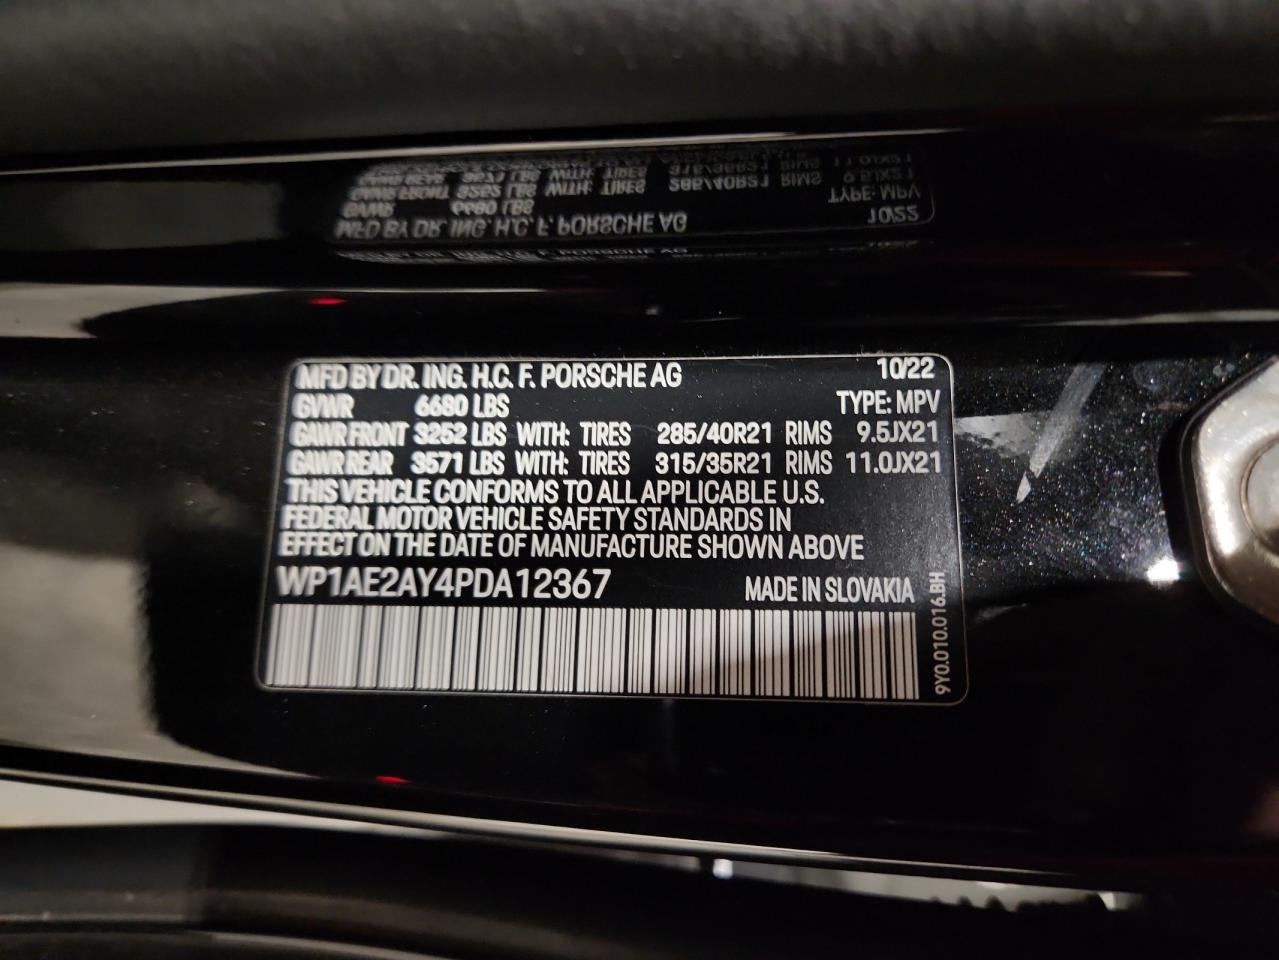 MFD BY DR. ING. H.C. F. PORSCHE AG 10/22
GVWR 6680 LBS TYPE: MPV
GAWR FRONT 3252 LBS WITH: TIRES 285/40R21 RIMS 9.5JX21
GAWR REAR 3571 LBS WITH: TIRES 315/35R21 RIMS 11.0JX21
THIS VEHICLE CONFORMS TO ALL APPLICABLE U.S.
FEDERAL MOTOR VEHICLE SAFETY STANDARDS IN
EFFECT ON THE DATE OF MANUFACTURE SHOWN ABOVE
WP1AE2AY4PDA12367 MADE IN SLOVAKIA
9Y0.010.016.BH